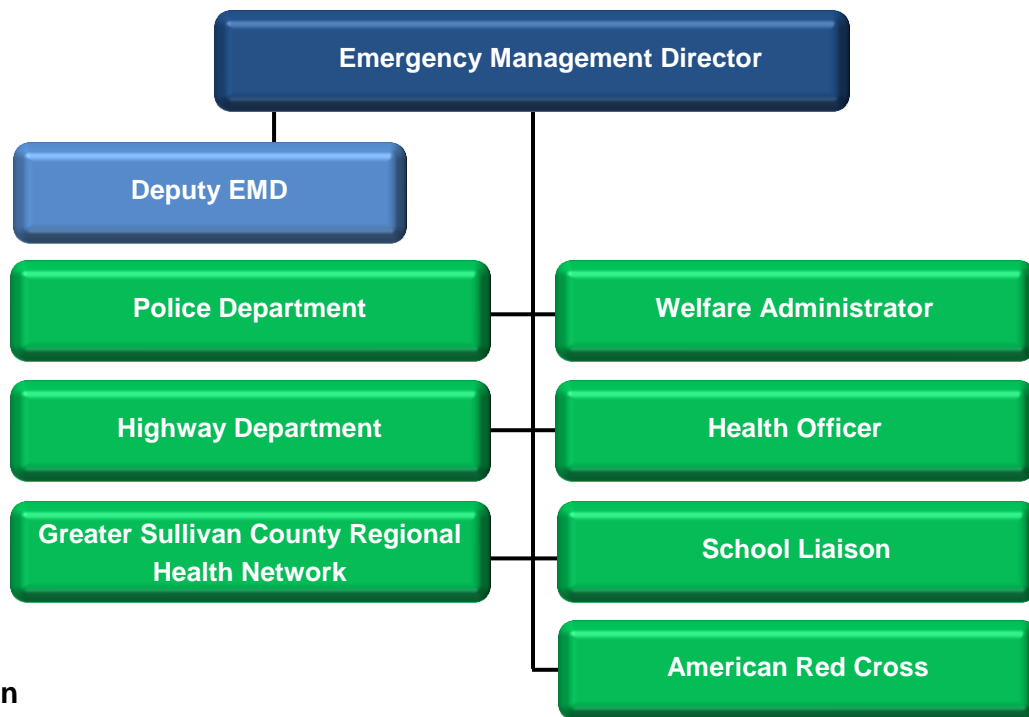 Emergency Management Director
Deputy EMD
Police Department
Welfare Administrator
Highway Department
Health Officer
Greater Sullivan County Regional
Health Network
School Liaison
American Red Cross
n